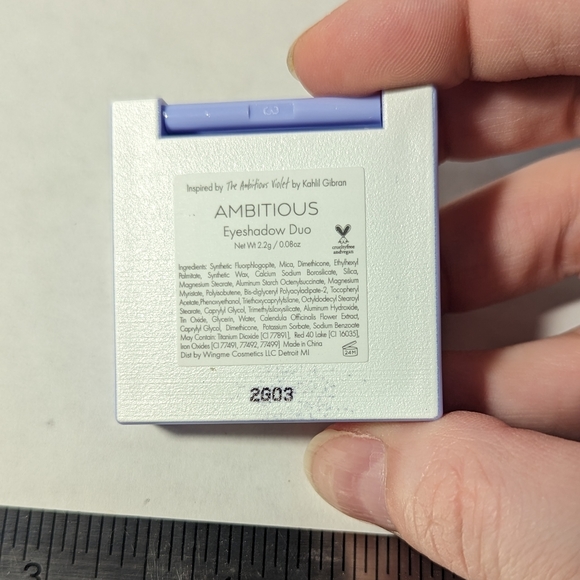 Inspired by The Ambitious Violet by Kahlil Gibran
AMBITIOUS
Eyeshadow Duo
Net Wt 2.2g / 0.08oz
crueltyfree
andvegan
Ingredients: Synthetic Fluorphlogopite, Mica, Dimethicone, Ethylhexyl
Palmitate, Synthetic Wax, Calcium Sodium Borosilicate, Silica,
Magnesium Stearate, Aluminum Starch Octenylsuccinate, Magnesium
Myristate, Polyisobutene, Bis-diglyceryl Polyacyladipate-2, Tocopheryl
Acetate,Phenoxyethanol, Triethoxycaprylylsilane, Octyldodecyl Stearoyl
Stearate, Caprylyl Glycol, Trimethylsiloxysilicate, Aluminum Hydroxide,
Tin Oxide, Glycerin, Water, Calendula Officinalis Flower Extract,
Caprylyl Glycol, Dimethicone, Potassium Sorbate, Sodium Benzoate
May Contain: Titanium Dioxide [CI 77891], Red 40 Lake [CI 16035],
Iron Oxides [CI 77491, 77492, 77499] Made in China
Dist by Wingme Cosmetics LLC Detroit MI
24M
2G03
3